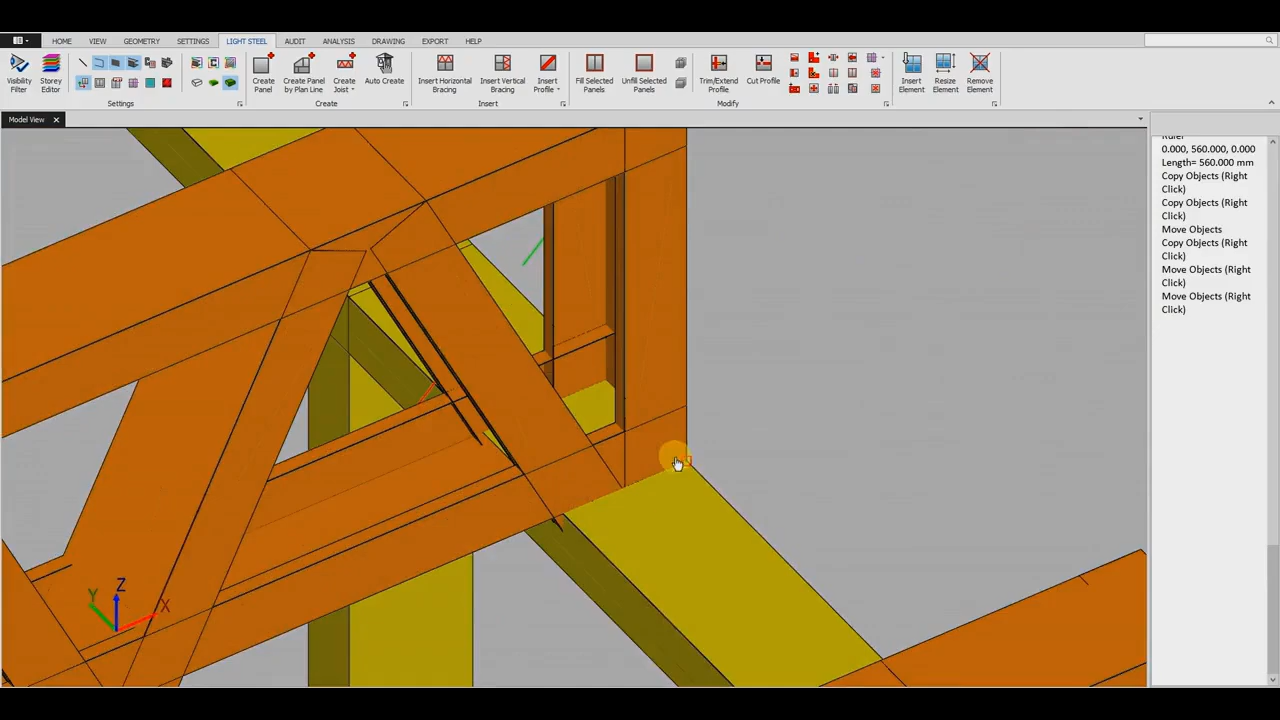 HOME VIEW GEOMETRY SETTINGS LIGHT STEEL AUDIT ANALYSIS DRAWING EXPORT HELP
Visibility Filter
Storey Editor
Settings
Create Panel
Create Panel by Plan Line
Create Joist
Auto Create
Create
Insert Horizontal Bracing
Insert Vertical Bracing
Insert Profile
Insert
Fill Selected Panels
Unfill Selected Panels
Trim/Extend Profile
Cut Profile
Modify
Insert Element
Resize Element
Remove Element
Model View
Ruler
0.000, 560.000, 0.000
Length= 560.000 mm
Copy Objects (Right
Click)
Copy Objects (Right
Click)
Move Objects
Copy Objects (Right
Click)
Move Objects (Right
Click)
Move Objects (Right
Click)
Z
Y
X